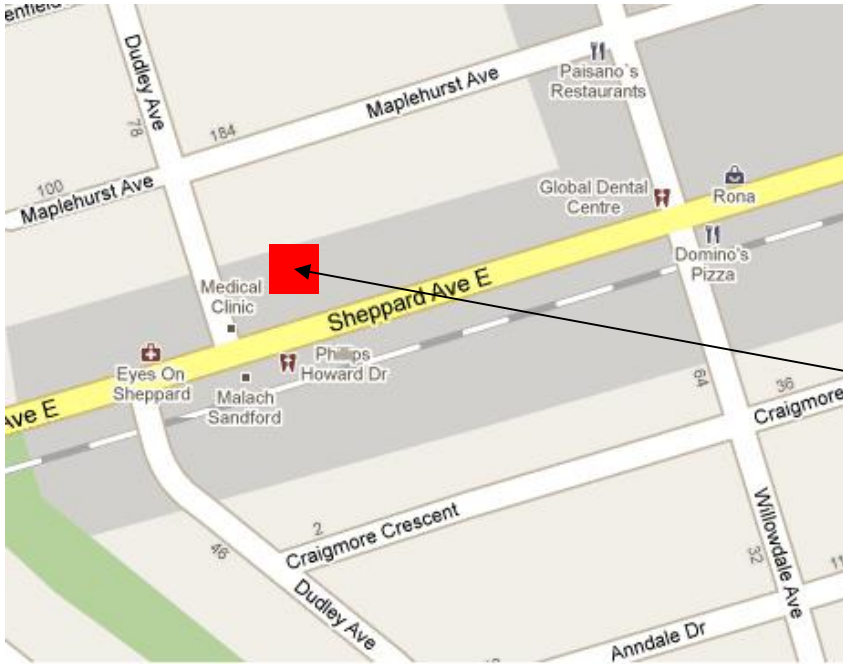 enfield
Dudley Ave
78
184
Maplehurst Ave
Paisano's
Restaurants
100
Maplehurst Ave
Global Dental
Centre
Rona
Domino's
Pizza
Medical
Clinic
Sheppard Ave E
Eyes On
Sheppard
Phillips
Howard Dr
Malach
Sandford
Ave E
64
36
Craigmore
2
Craigmore Crescent
46
Dudley Ave
Willowdale Ave
32
11
Anndale Dr